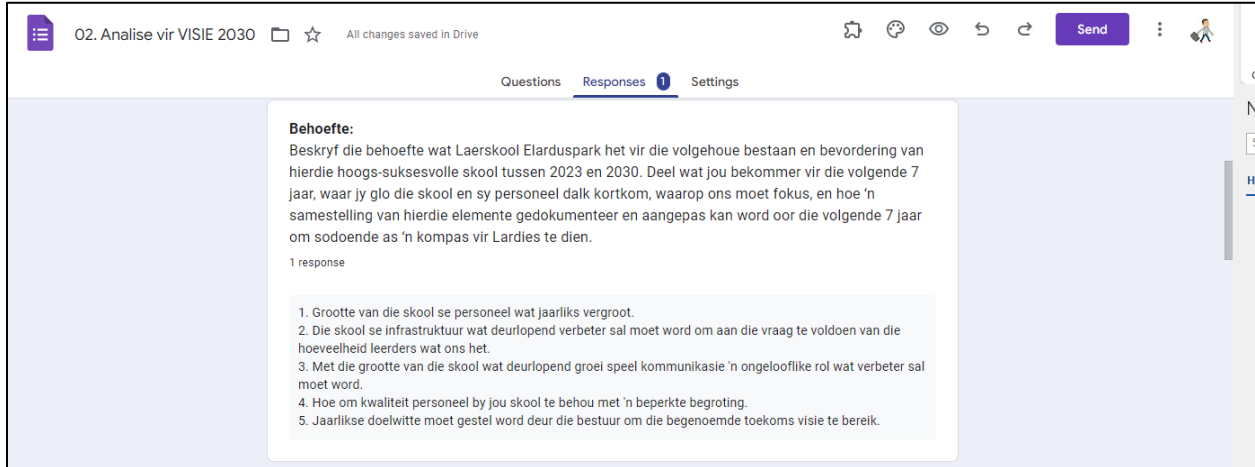 02. Analise vir VISIE 2030 All changes saved in Drive Send
Questions Responses 1 Settings
Behoefte:
Beskryf die behoefte wat Laerskool Elarduspark het vir die volgehoue bestaan en bevordering van
hierdie hoogs-suksesvolle skool tussen 2023 en 2030. Deel wat jou bekommer vir die volgende 7
jaar, waar jy glo die skool en sy personeel dalk kortkom, waarop ons moet fokus, en hoe ‘n
samestelling van hierdie elemente gedokumenteer en aangepas kan word oor die volgende 7 jaar
om sodoende as ‘n kompas vir Lardies te dien.
1 response
1. Grootte van die skool se personeel wat jaarliks vergroot.
2. Die skool se infrastruktuur wat deurlopend verbeter sal moet word om aan die vraag te voldoen van die
hoeveelheid leerders wat ons het.
3. Met die grootte van die skool wat deurlopend groei speel kommunikasie 'n ongelooflike rol wat verbeter sal
moet word.
4. Hoe om kwaliteit personeel by jou skool te behou met 'n beperkte begroting.
5. Jaarlikse doelwitte moet gestel word deur die bestuur om die begenoemde toekoms visie te bereik.